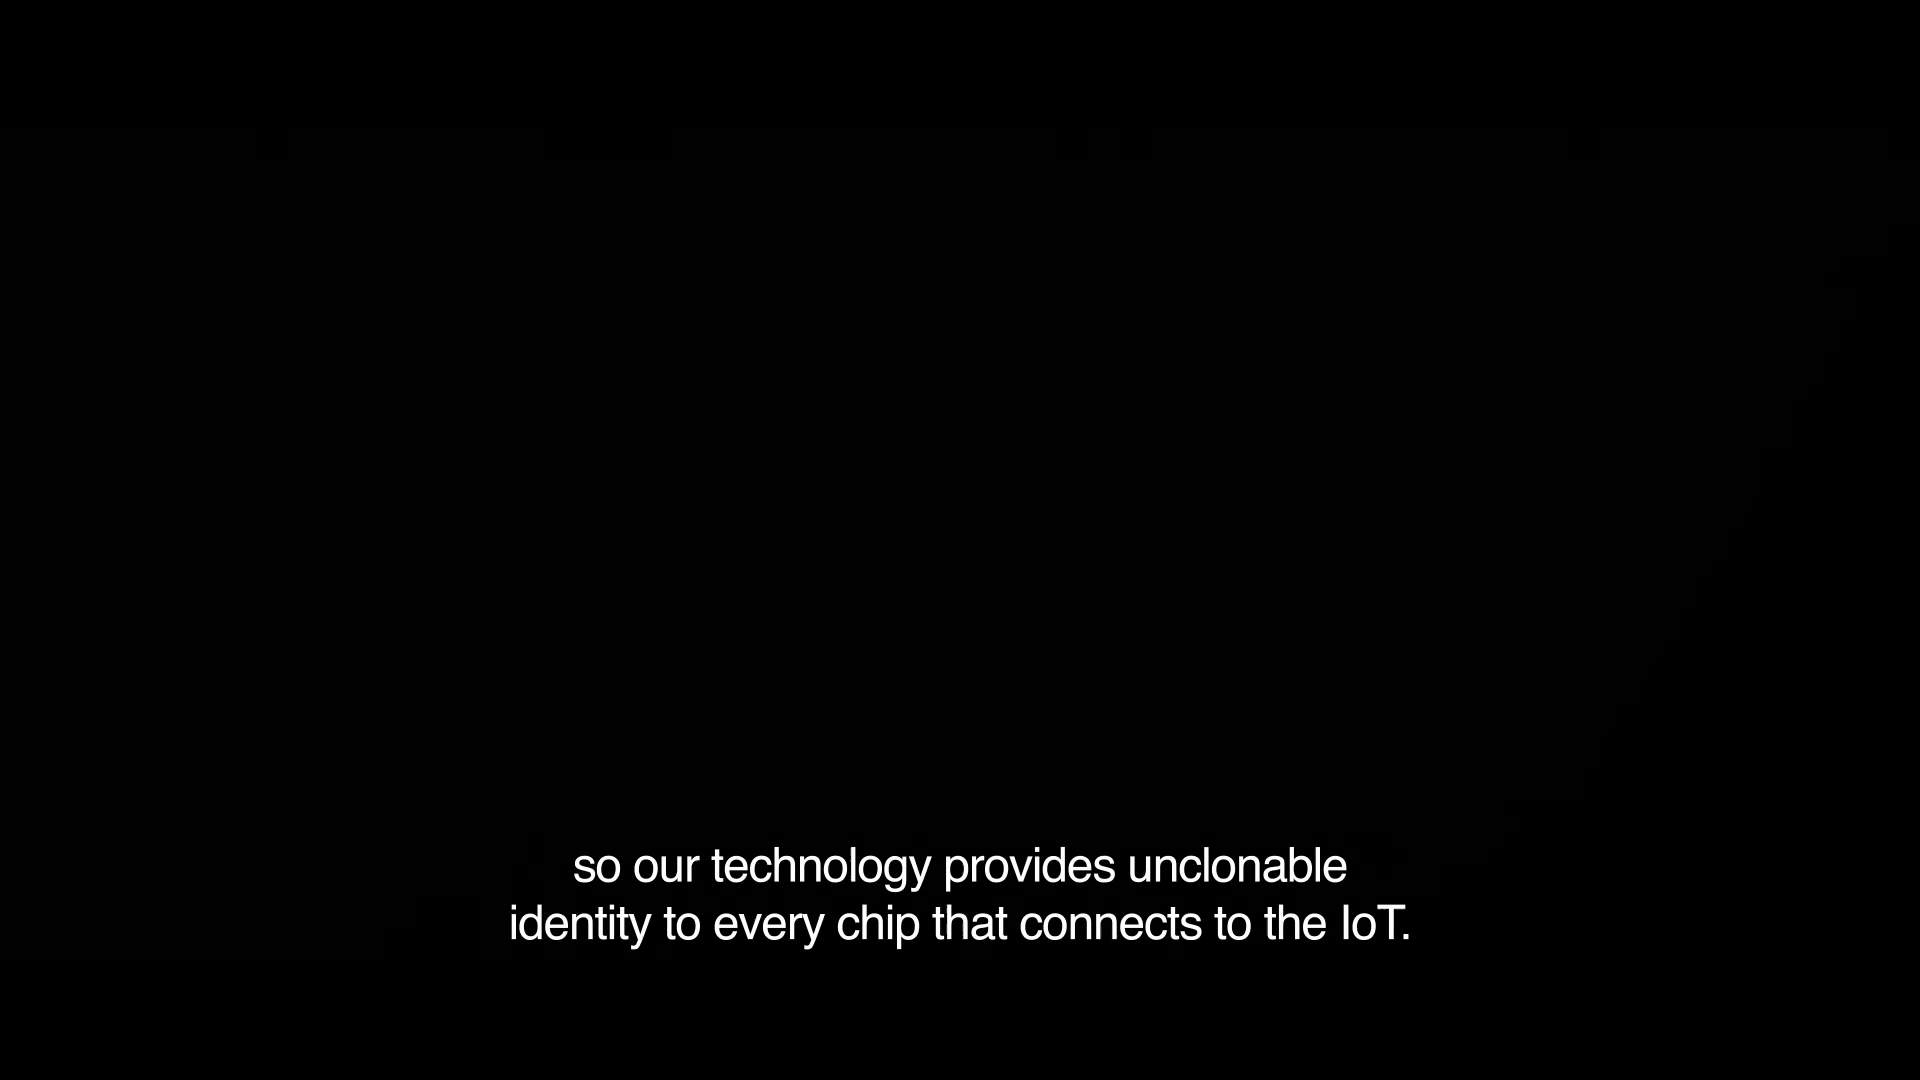 so our technology provides unclonable
identity to every chip that connects to the IoT.